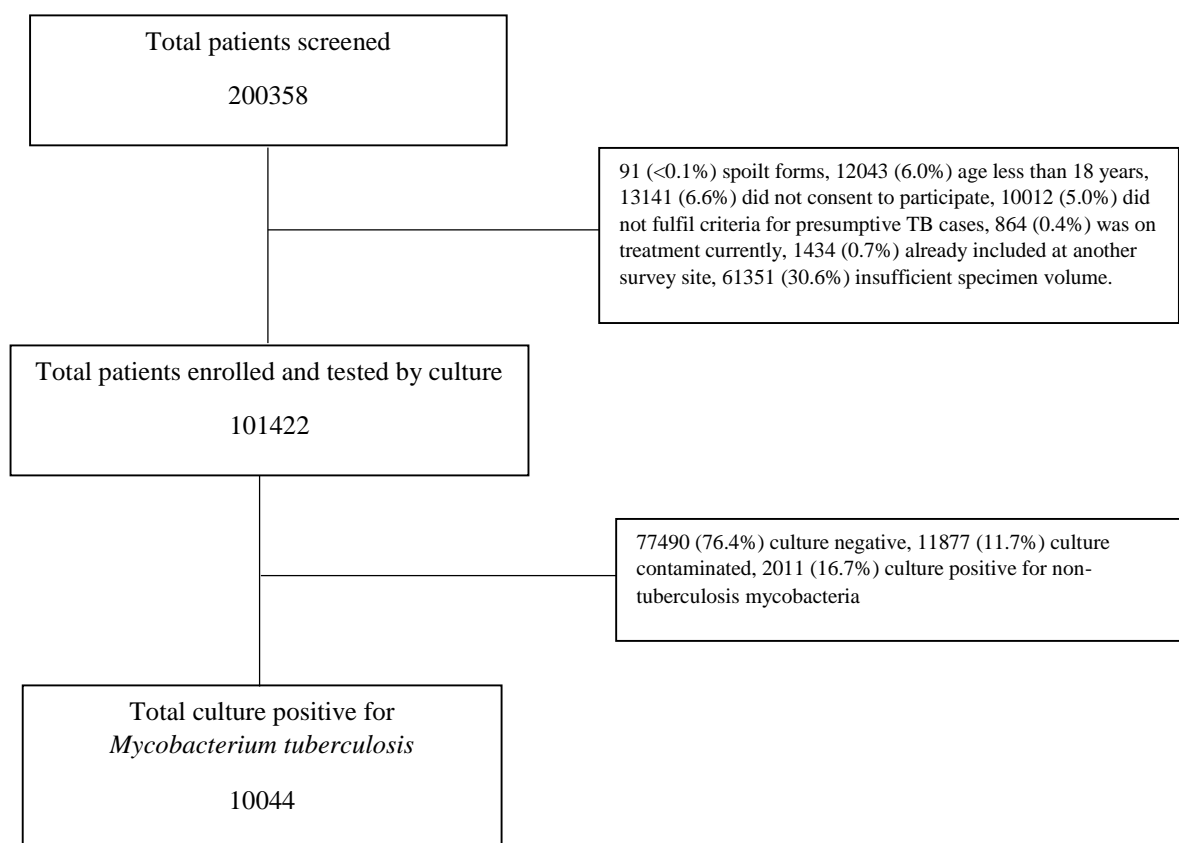 Total patients screened
200358
91 (<0.1%) spoilt forms, 12043 (6.0%) age less than 18 years,
13141 (6.6%) did not consent to participate, 10012 (5.0%) did
not fulfil criteria for presumptive TB cases, 864 (0.4%) was on
treatment currently, 1434 (0.7%) already included at another
survey site, 61351 (30.6%) insufficient specimen volume.
Total patients enrolled and tested by culture
101422
77490 (76.4%) culture negative, 11877 (11.7%) culture
contaminated, 2011 (16.7%) culture positive for non-
tuberculosis mycobacteria
Total culture positive for
Mycobacterium tuberculosis
10044